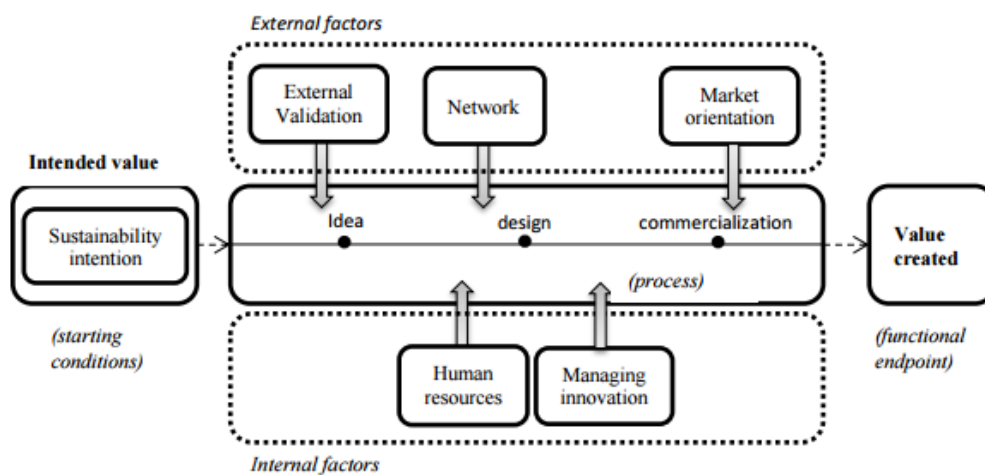 External factors
External
Validation
Network
Market
orientation
Intended value
Sustainability
intention
Idea
design
commercialization
(process)
Value
created
(starting
conditions)
(functional
endpoint)
Human
resources
Managing
innovation
Internal factors